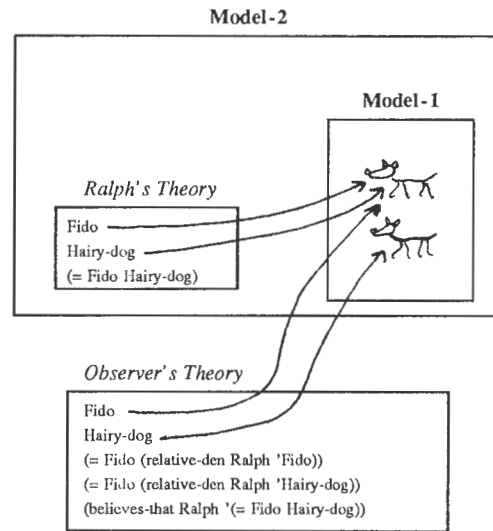 Model-2
Model-1
Ralph's Theory
Fido
Hairy-dog
(= Fido Hairy-dog)
Observer's Theory
Fido
Hairy-dog
(= Fido (relative-den Ralph 'Fido))
(= Fido (relative-den Ralph 'Hairy-dog))
(believes-that Ralph '(= Fido Hairy-dog))